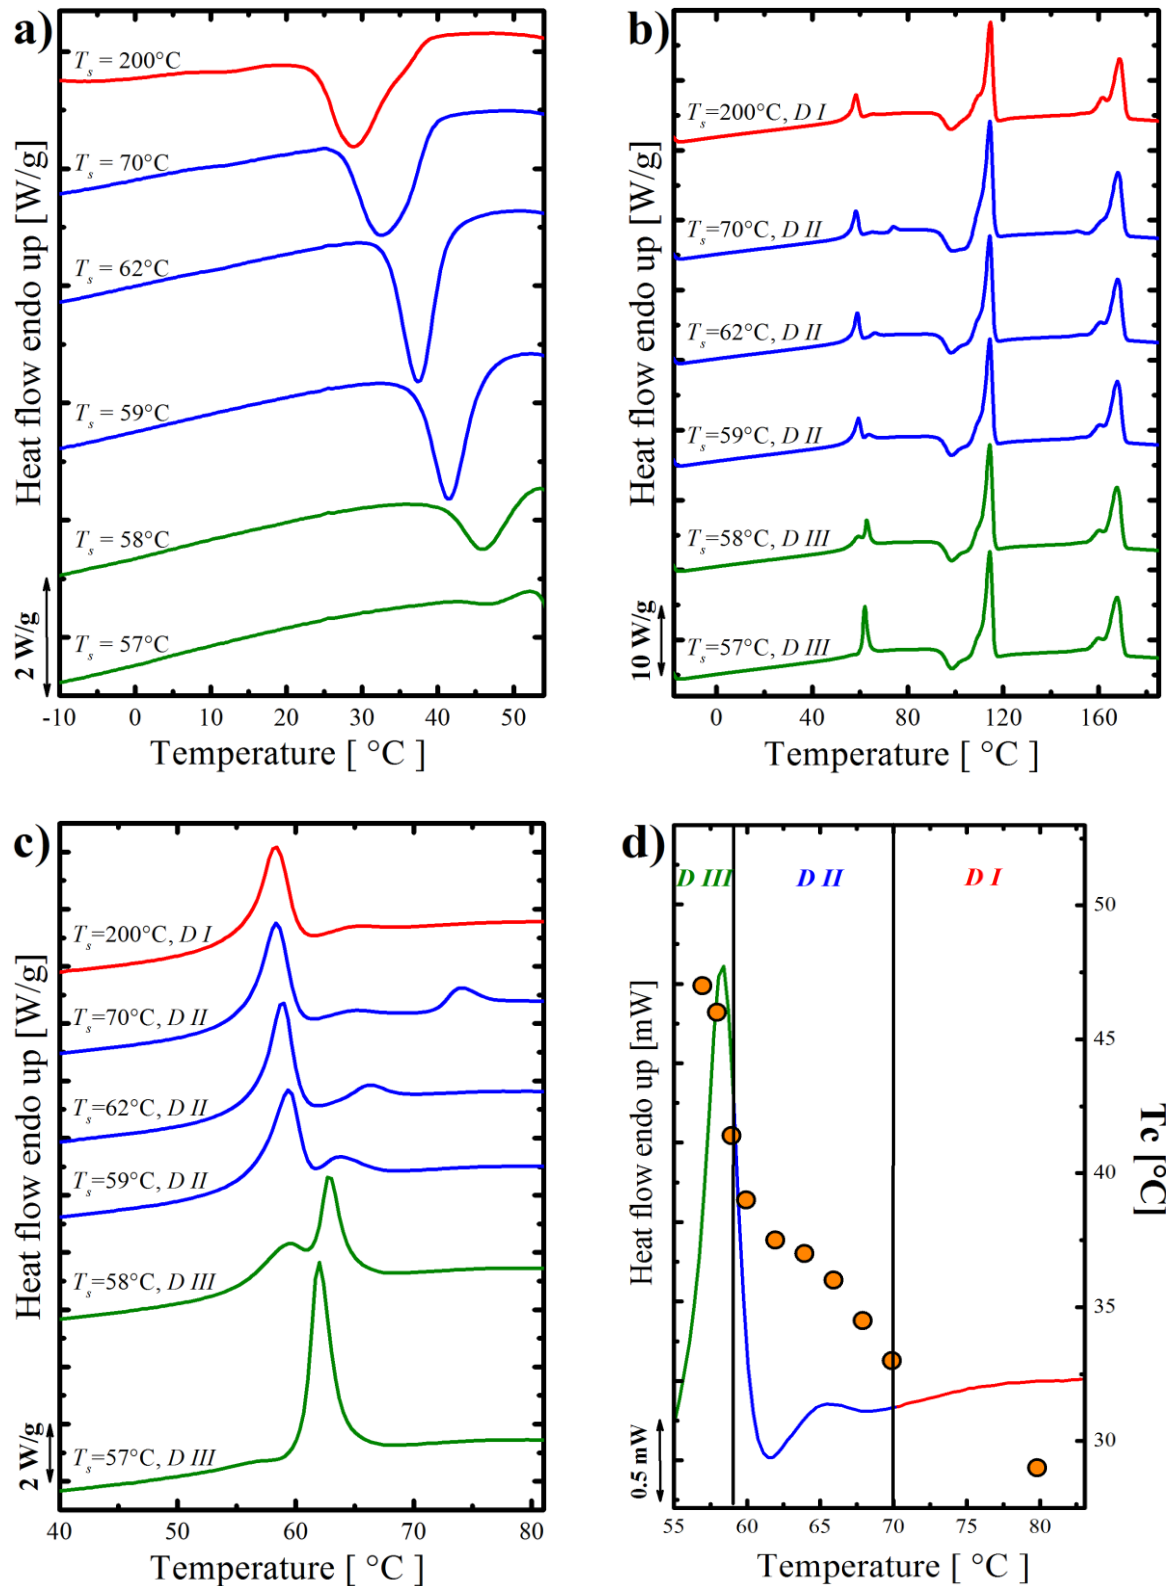 a)
T_s = 200°C
T_s = 70°C
T_s = 62°C
T_s = 59°C
T_s = 58°C
T_s = 57°C
2 W/g
Heat flow endo up [W/g]
-10 0 10 20 30 40 50
Temperature [ °C ]
b)
T_s=200°C, D I
T_s=70°C, D II
T_s=62°C, D II
T_s=59°C, D II
T_s=58°C, D III
T_s=57°C, D III
10 W/g
Heat flow endo up [W/g]
0 40 80 120 160
Temperature [ °C ]
c)
T_s=200°C, D I
T_s=70°C, D II
T_s=62°C, D II
T_s=59°C, D II
T_s=58°C, D III
T_s=57°C, D III
2 W/g
Heat flow endo up [W/g]
40 50 60 70 80
Temperature [ °C ]
d)
D III D II D I
Heat flow endo up [mW]
0.5 mW
50
45
40
35
30
Tc [°C]
55 60 65 70 75 80
Temperature [ °C ]